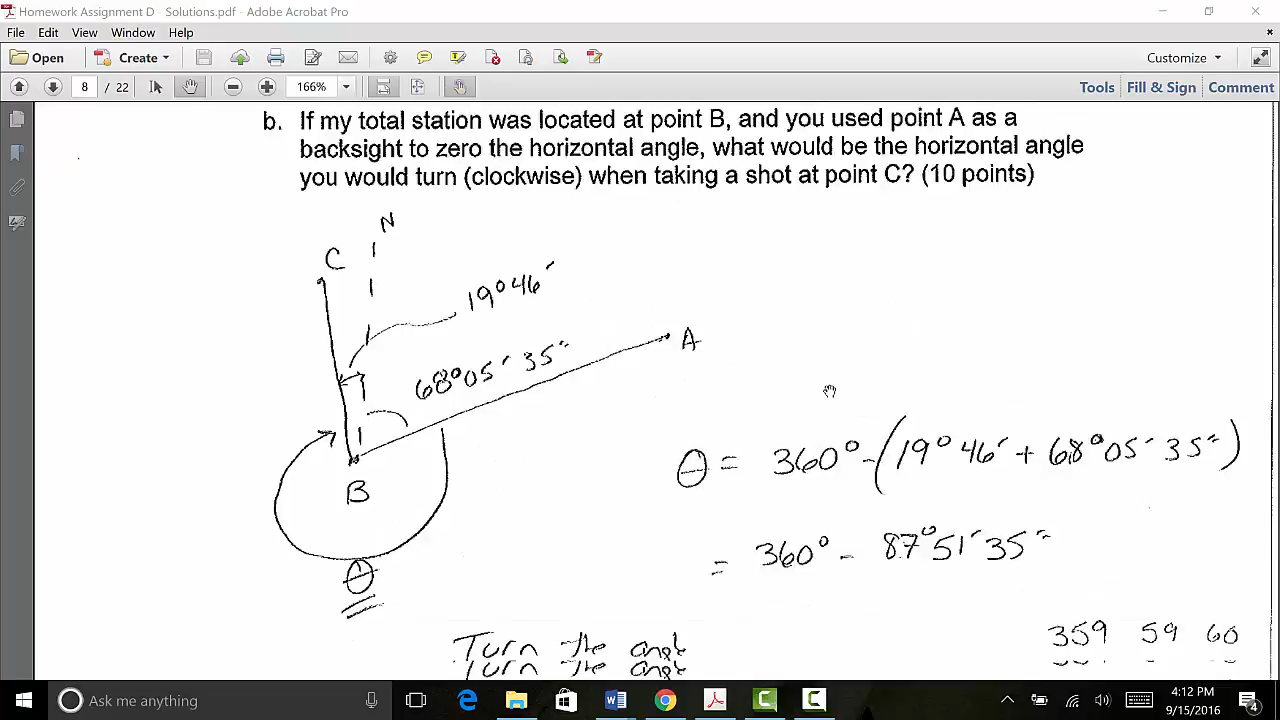 Homework Assignment D - Solutions.pdf - Adobe Acrobat Pro
File Edit View Window Help
Open Create Customize
8 / 22 166% Tools Fill & Sign Comment
b. If my total station was located at point B, and you used point A as a
backsight to zero the horizontal angle, what would be the horizontal angle
you would turn (clockwise) when taking a shot at point C? (10 points)
N
C
19°46'
A
68°05'35"
B
θ = 360° - (19°46' + 68°05'35")
= 360° - 87°51'35"
θ
359 59 60
Turn the angle
Turn the angle
Ask me anything
4:12 PM
9/15/2016
4